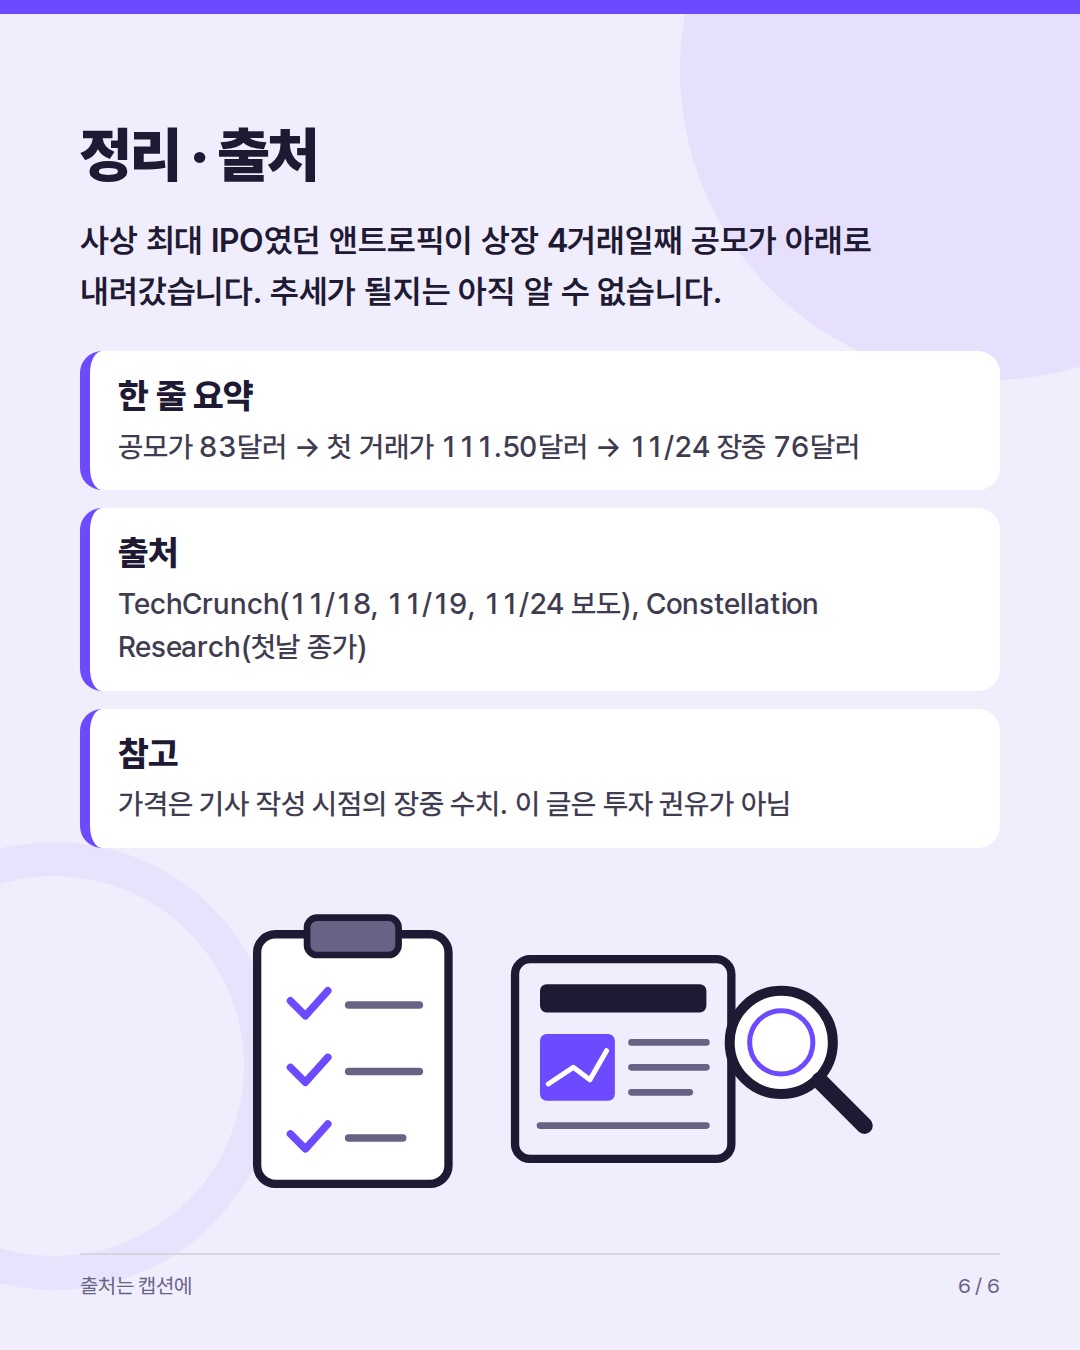 정리 · 출처
사상 최대 IPO였던 앤트로픽이 상장 4거래일째 공모가 아래로
내려갔습니다. 추세가 될지는 아직 알 수 없습니다.
한 줄 요약
공모가 83달러 → 첫 거래가 111.50달러 → 11/24 장중 76달러
출처
TechCrunch(11/18, 11/19, 11/24 보도), Constellation
Research(첫날 종가)
참고
가격은 기사 작성 시점의 장중 수치. 이 글은 투자 권유가 아님
출처는 캡션에
6 / 6